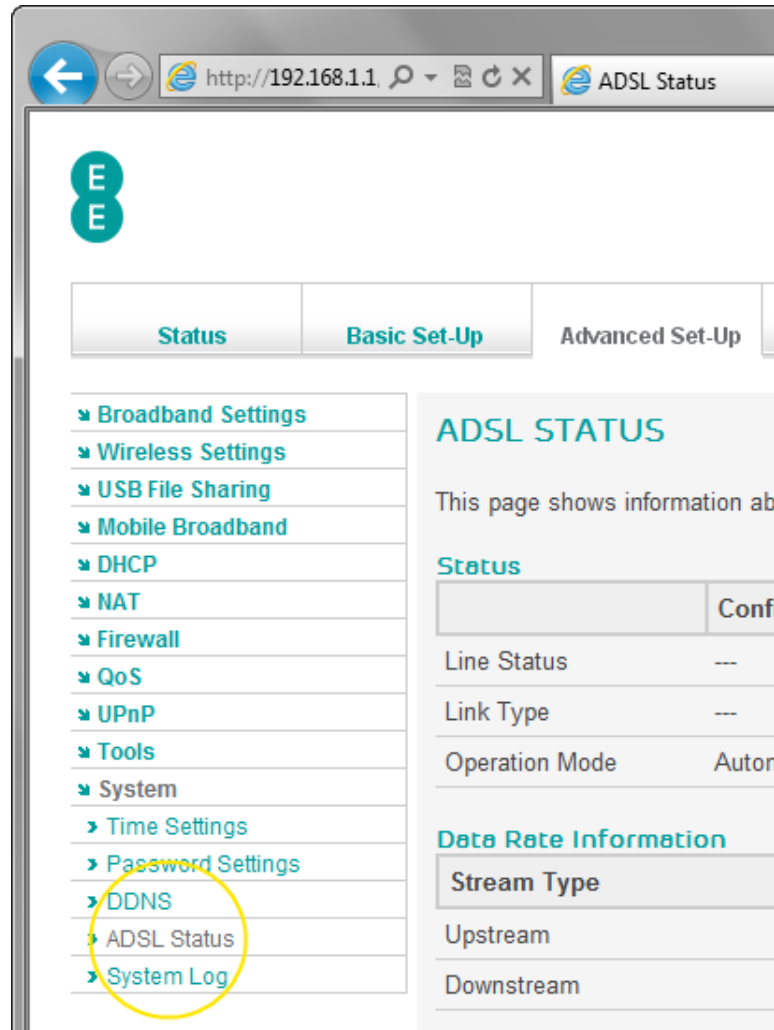 http://192.168.1.1
ADSL Status
E
E
Status
Basic Set-Up
Advanced Set-Up
Broadband Settings
Wireless Settings
USB File Sharing
Mobile Broadband
DHCP
NAT
Firewall
QoS
UPnP
Tools
System
Time Settings
Password Settings
DDNS
ADSL Status
System Log
ADSL STATUS
This page shows information ab
Status
Conf
Line Status ---
Link Type ---
Operation Mode Auto
Data Rate Information
Stream Type
Upstream
Downstream